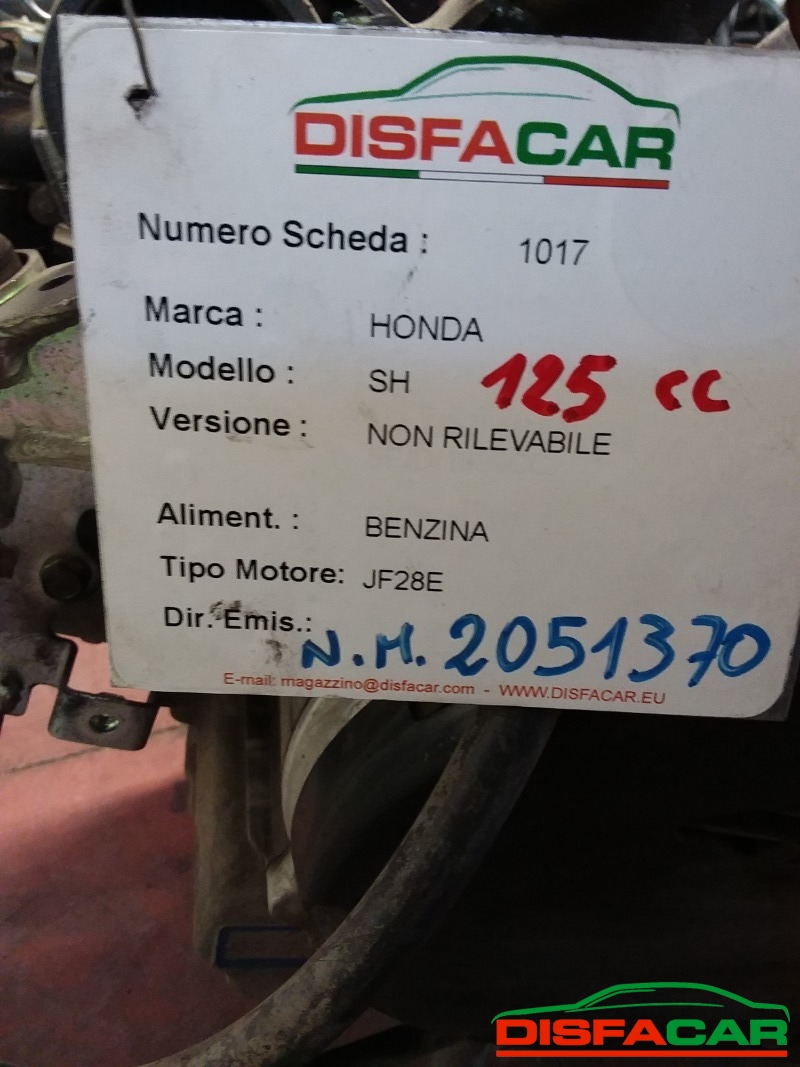 DISFACAR
Numero Scheda : 1017
Marca : HONDA
Modello : SH 125 cc
Versione : NON RILEVABILE
Aliment. : BENZINA
Tipo Motore: JF28E
Dir. Emis.: N.M. 2051370
E-mail: magazzino@disfacar.com - WWW.DISFACAR.EU
DISFACAR